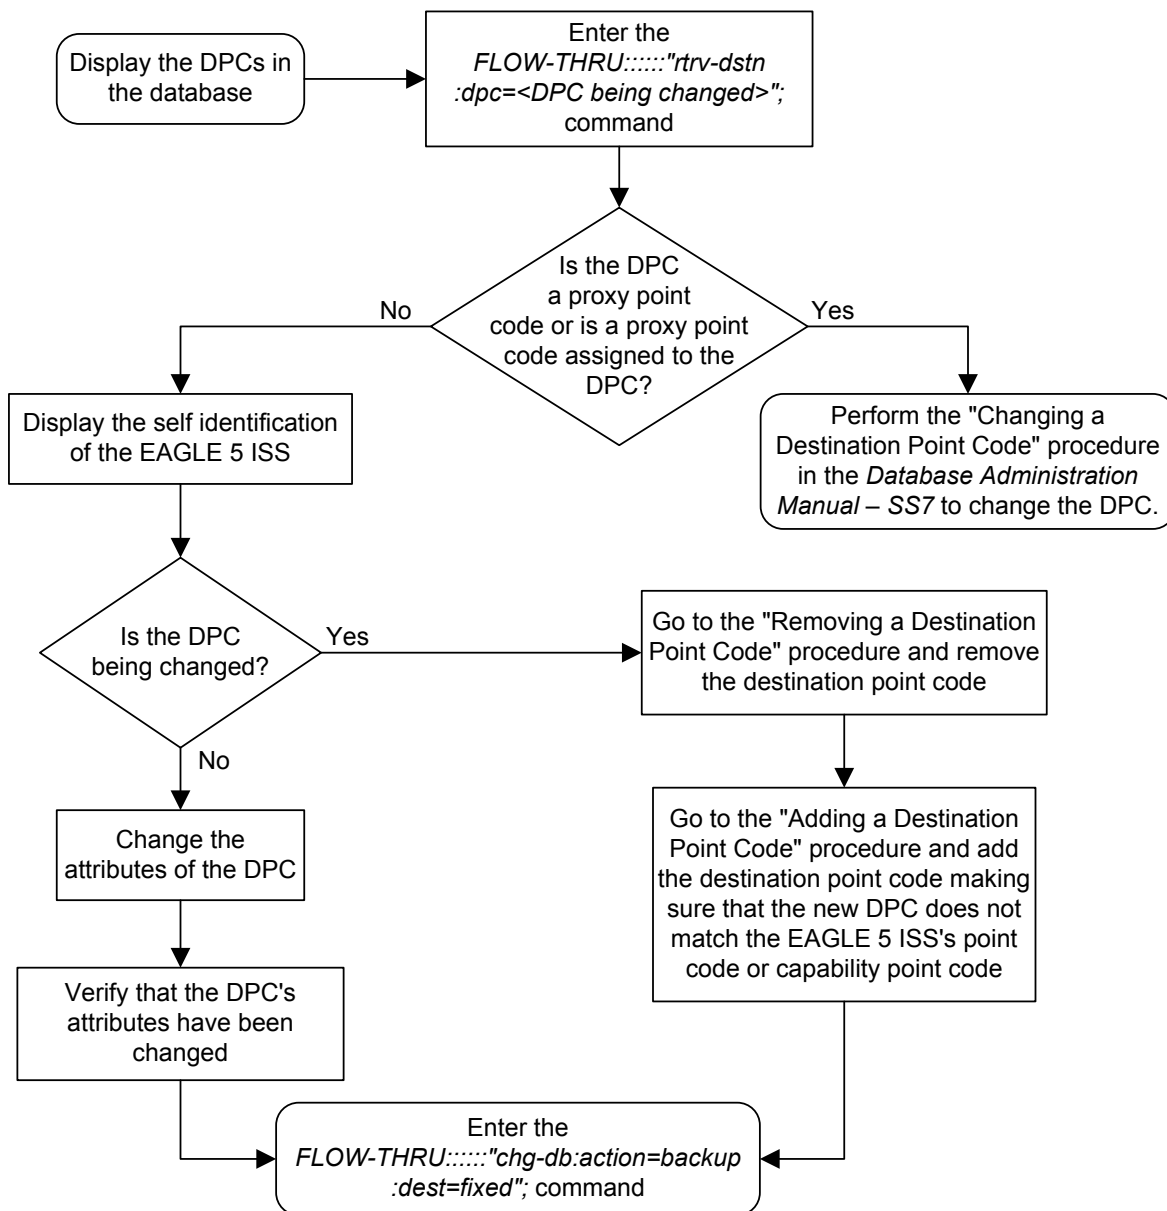 Display the DPCs in
the database
Enter the
FLOW-THRU::::::"rtrv-dstn
:dpc=<DPC being changed>";
command
Is the DPC
a proxy point
code or is a proxy point
code assigned to the
DPC?
No
Yes
Display the self identification
of the EAGLE 5 ISS
Perform the "Changing a
Destination Point Code" procedure
in the Database Administration
Manual – SS7 to change the DPC.
Is the DPC
being changed?
Yes
No
Go to the "Removing a Destination
Point Code" procedure and remove
the destination point code
Change the
attributes of the DPC
Go to the "Adding a Destination
Point Code" procedure and add
the destination point code making
sure that the new DPC does not
match the EAGLE 5 ISS's point
code or capability point code
Verify that the DPC's
attributes have been
changed
Enter the
FLOW-THRU::::::"chg-db:action=backup
:dest=fixed"; command